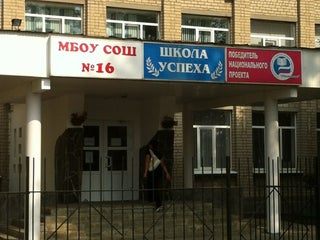 МБОУ СОШ
№16
ШКОЛА
УСПЕХА
ПОБЕДИТЕЛЬ
НАЦИОНАЛЬНОГО
ПРОЕКТА